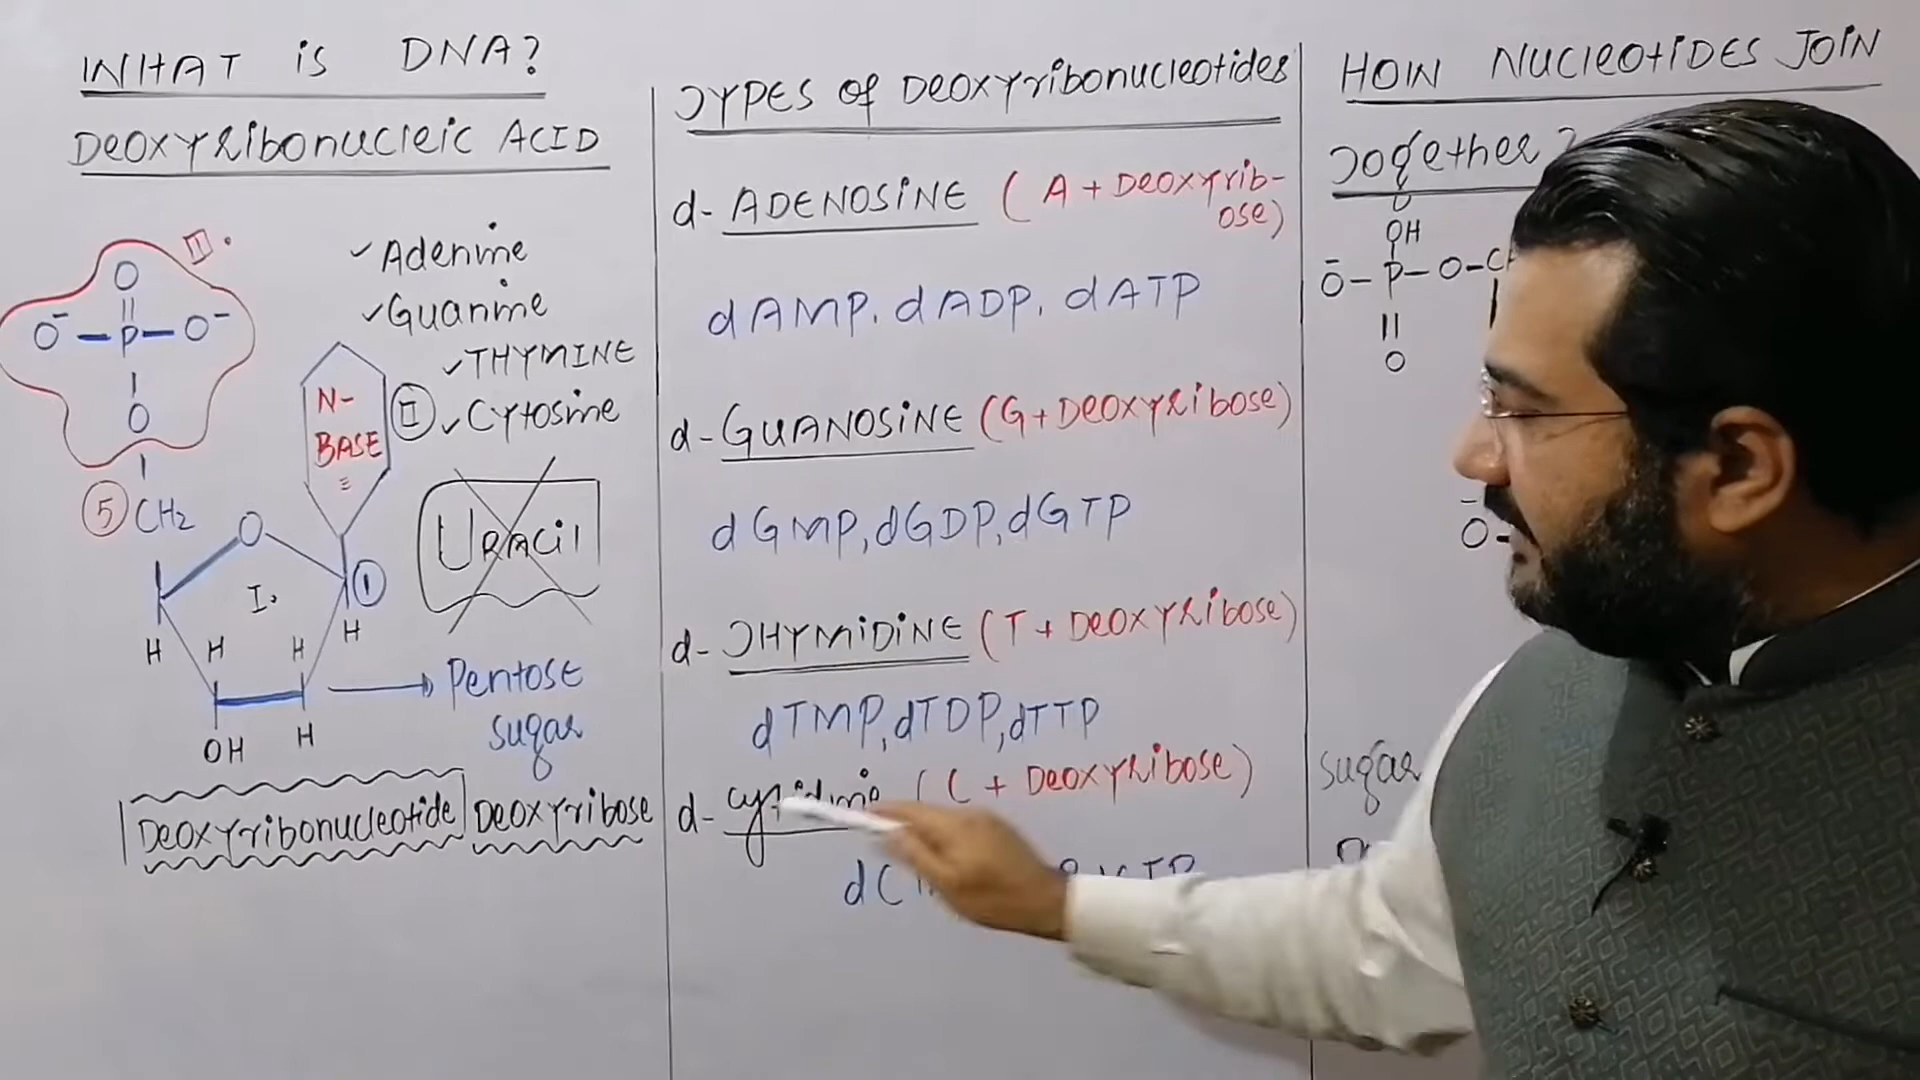 WHAT is DNA?
DEOXYRibonucleic ACID
II.
O
O⁻ P O⁻
O
5 CH2
O
I.
1
H
H H H
OH H
N-
BASE
II
✓Adenine
✓Guanine
✓THYMINE
✓Cytosine
URACil
Pentose
sugar
Deoxyribonucleotide Deoxyribose
TYPES of Deoxyribonucleotides
d-ADENOSiNE (A+Deoxyrib-
ose)
dAMP, dADP, dATP
d-GUANOSiNE (G+Deoxyribose)
dGMP, dGDP, dGTP
d-THYMiDiNE (T+Deoxyribose)
dTMP, dTDP, dTTP
d-cytidine (C + Deoxyribose)
HOW NUCleOtiDES JOiN
Together?
OH
O⁻-P-O-C
O
O⁻-
sugar